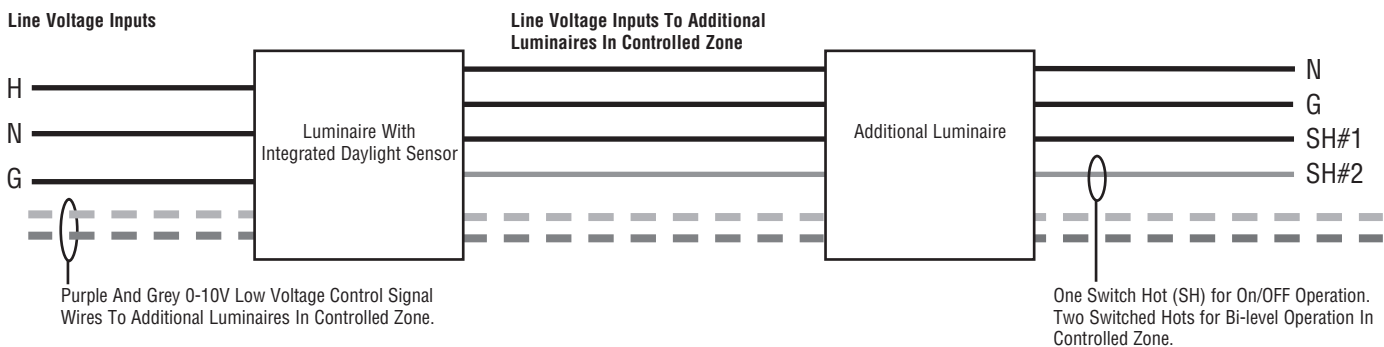 Line Voltage Inputs
Line Voltage Inputs To Additional
Luminaires In Controlled Zone
H
N
G
Luminaire With
Integrated Daylight Sensor
Additional Luminaire
N
G
SH#1
SH#2
Purple And Grey 0-10V Low Voltage Control Signal
Wires To Additional Luminaires In Controlled Zone.
One Switch Hot (SH) for On/OFF Operation.
Two Switched Hots for Bi-level Operation In
Controlled Zone.